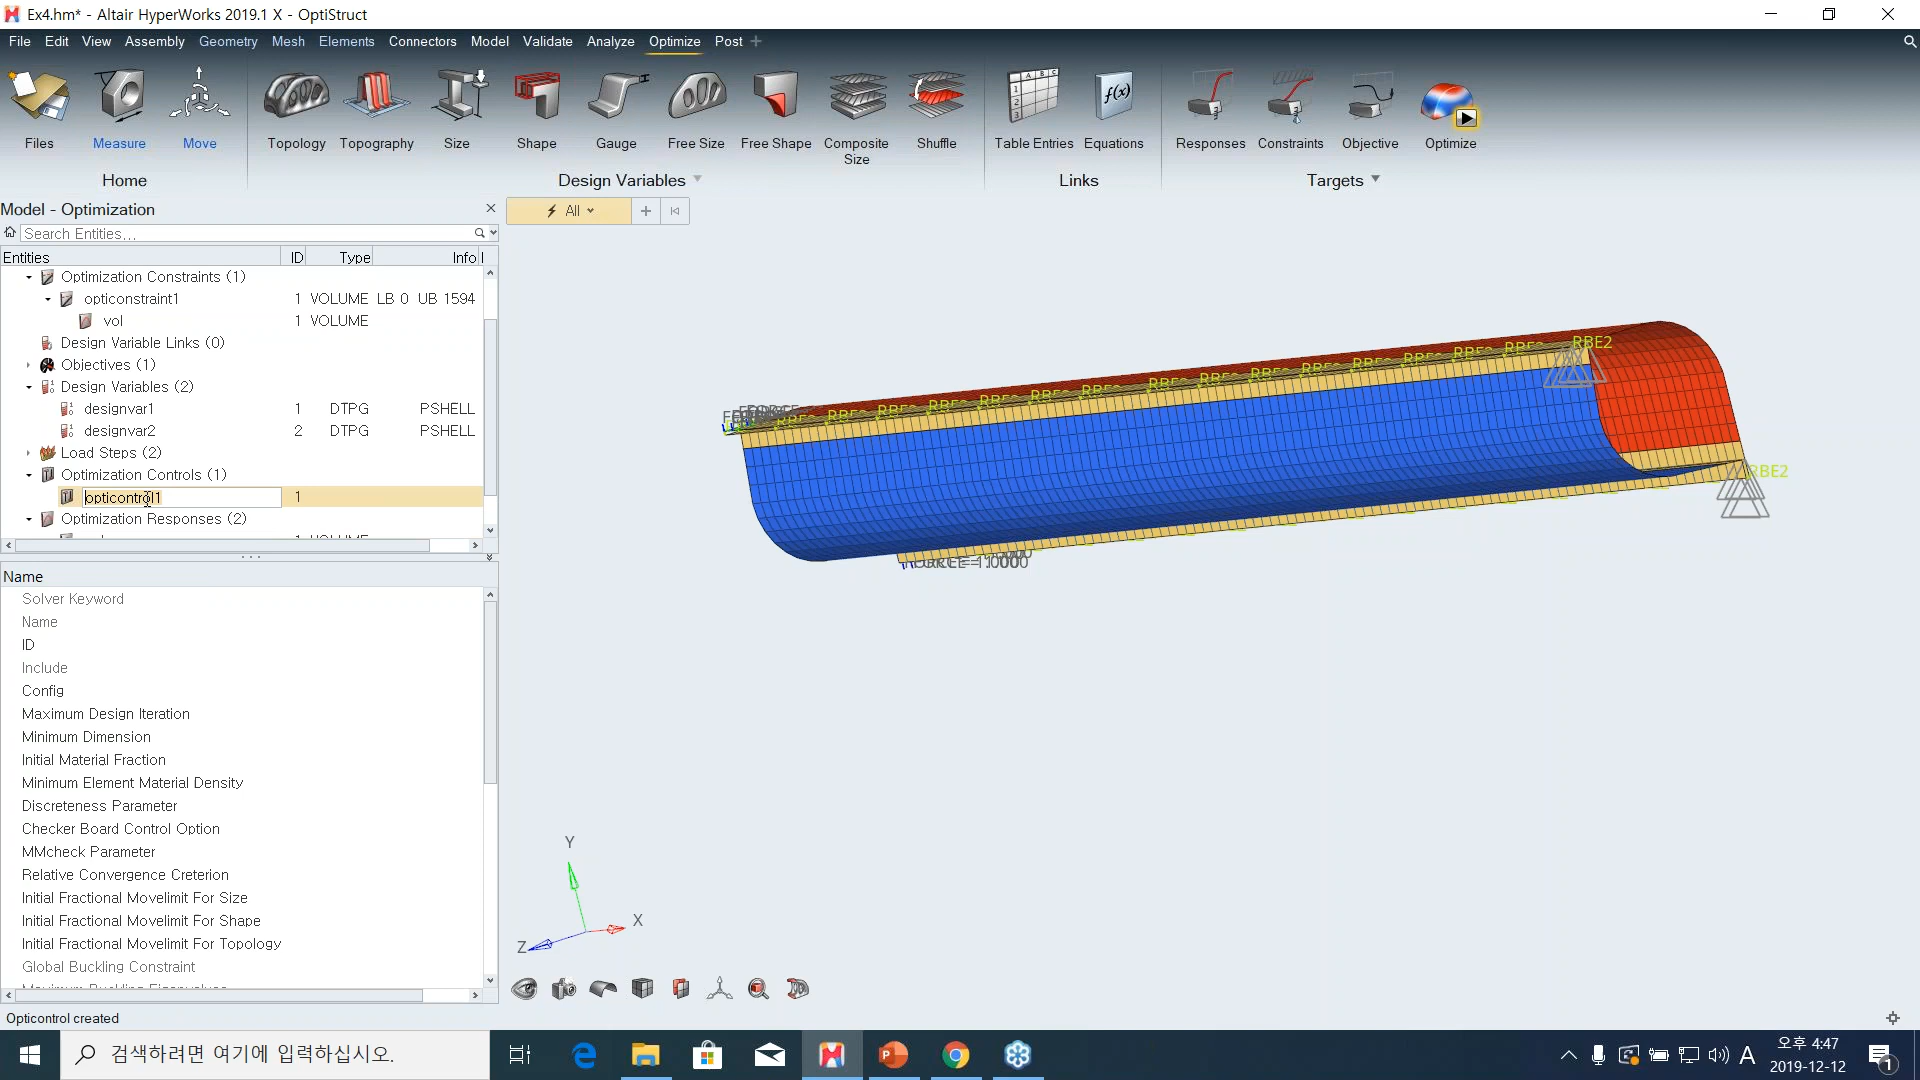 Ex4.hm* - Altair HyperWorks 2019.1 X - OptiStruct
File Edit View Assembly Geometry Mesh Elements Connectors Model Validate Analyze Optimize Post
Files Measure Move Topology Topography Size Shape Gauge Free Size Free Shape Composite Size Shuffle Table Entries Equations Responses Constraints Objective Optimize
Home Design Variables Links Targets
Model - Optimization
All
Search Entities...
Entities ID Type Info
Optimization Constraints (1)
opticonstraint1 1 VOLUME LB 0 UB 1594
vol 1 VOLUME
Design Variable Links (0)
Objectives (1)
Design Variables (2)
designvar1 1 DTPG PSHELL
designvar2 2 DTPG PSHELL
Load Steps (2)
Optimization Controls (1)
opticontrol1 1
Optimization Responses (2)
Name
Solver Keyword
Name
ID
Include
Config
Maximum Design Iteration
Minimum Dimension
Initial Material Fraction
Minimum Element Material Density
Discreteness Parameter
Checker Board Control Option
MMcheck Parameter
Relative Convergence Creterion
Initial Fractional Movelimit For Size
Initial Fractional Movelimit For Shape
Initial Fractional Movelimit For Topology
Global Buckling Constraint
RBE2
RBE2
Y
X
Z
Opticontrol created
검색하려면 여기에 입력하십시오.
A
오후 4:47
2019-12-12
1